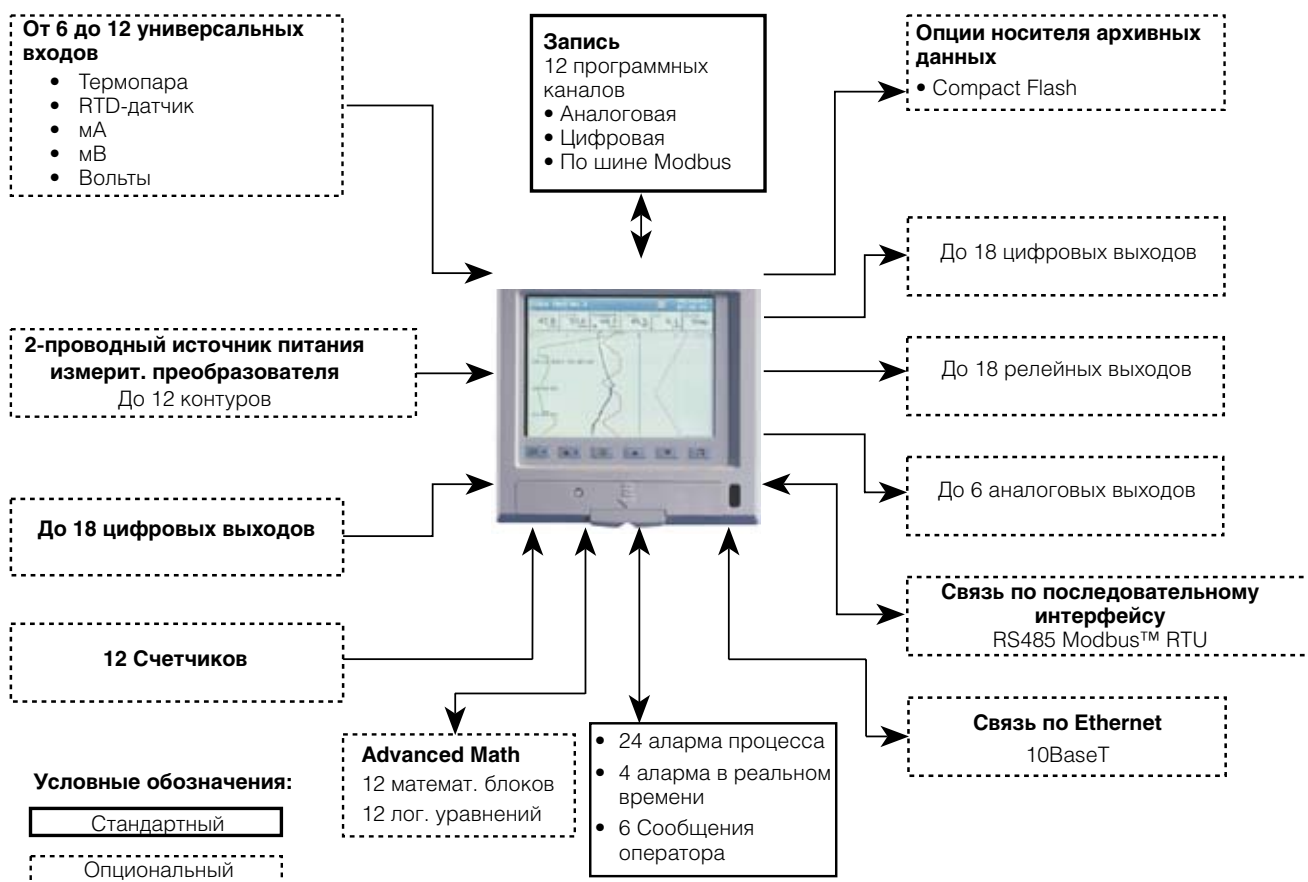 От 6 до 12 универсальных
входов
• Термопара
• RTD-датчик
• мА
• мВ
• Вольты
Запись
12 программных
каналов
• Аналоговая
• Цифровая
• По шине Modbus
Опции носителя архивных
данных
• Compact Flash
До 18 цифровых выходов
2-проводный источник питания
измерит. преобразователя
До 12 контуров
До 18 релейных выходов
До 6 аналоговых выходов
До 18 цифровых выходов
Связь по последовательному
интерфейсу
RS485 Modbus™ RTU
12 Счетчиков
Связь по Ethernet
10BaseT
Advanced Math
12 математ. блоков
12 лог. уравнений
• 24 аларма процесса
• 4 аларма в реальном
времени
• 6 Сообщения
оператора
Условные обозначения:
Стандартный
Опциональный